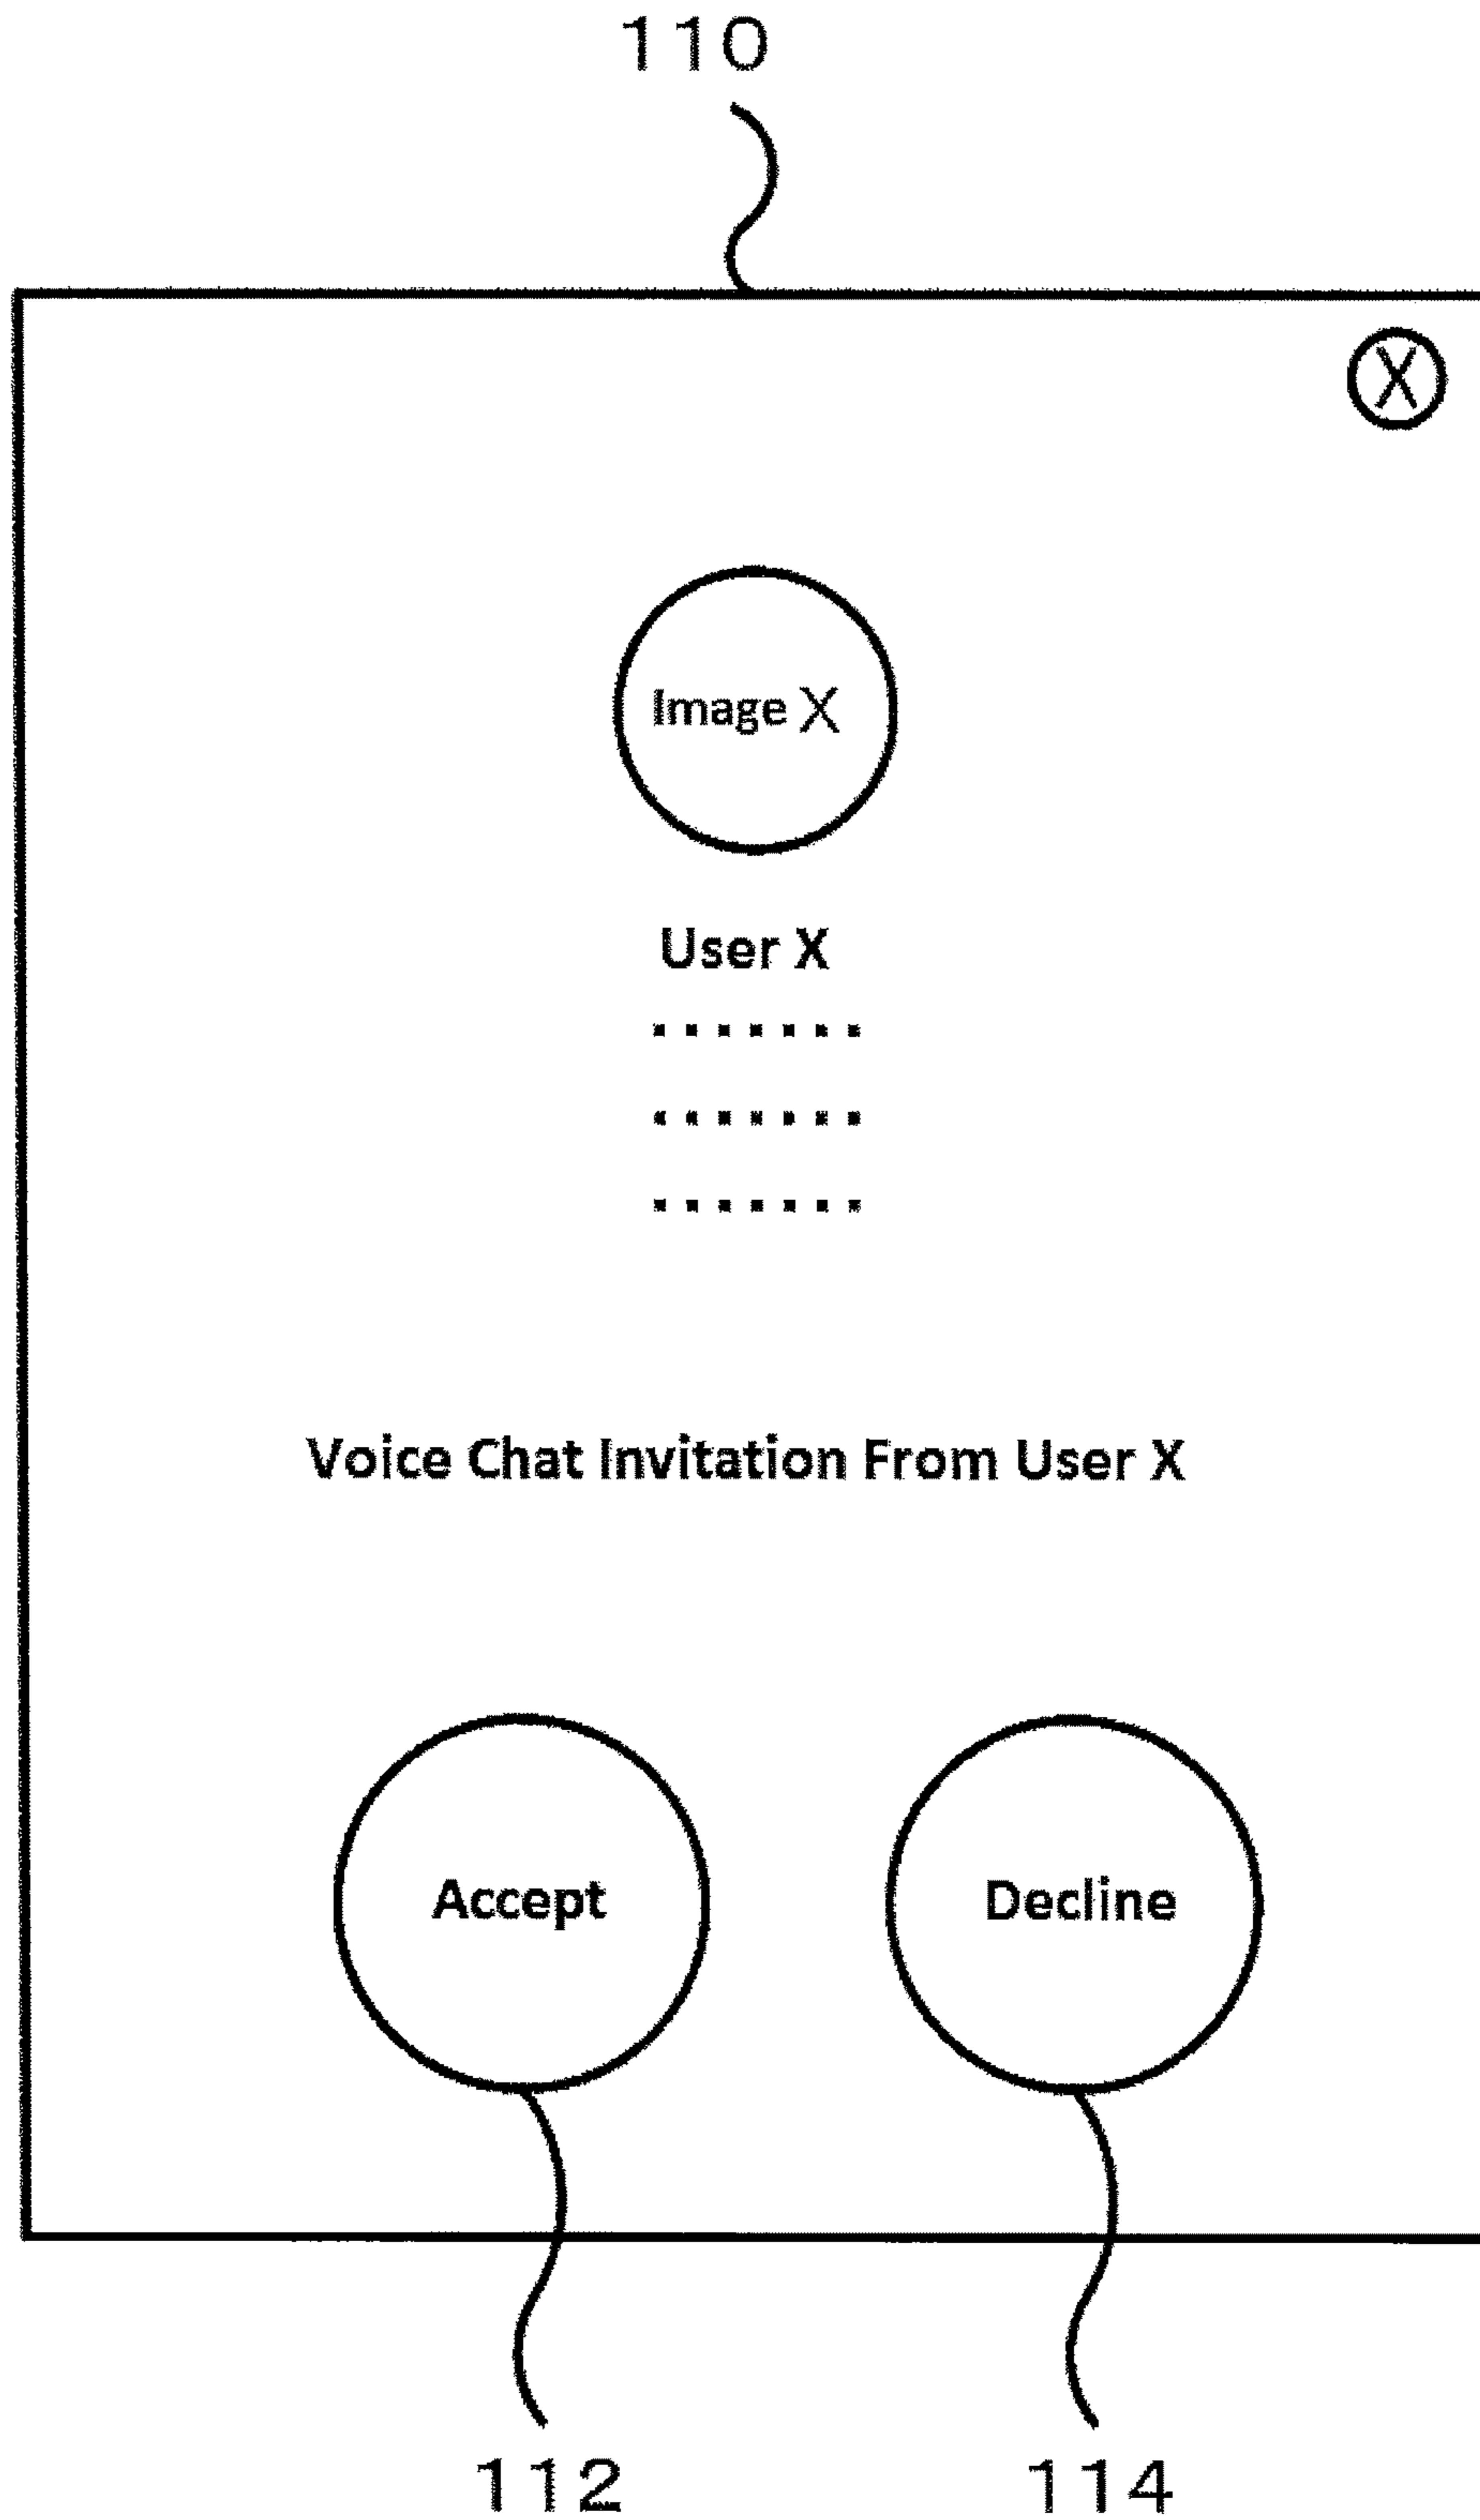 110
X
Image X
User X
.......
.......
.......
Voice Chat Invitation From User X
Accept
Decline
112
114